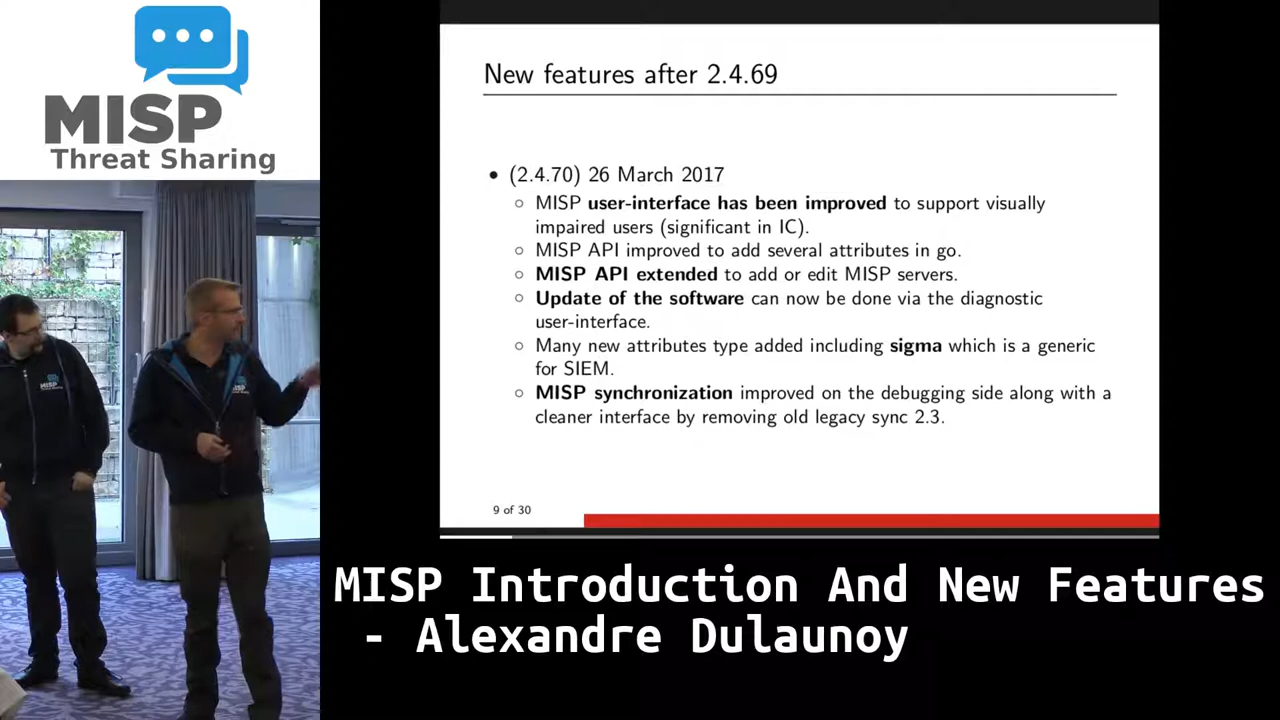 MISP
Threat Sharing
New features after 2.4.69
• (2.4.70) 26 March 2017
○ MISP user-interface has been improved to support visually
impaired users (significant in IC).
○ MISP API improved to add several attributes in go.
○ MISP API extended to add or edit MISP servers.
○ Update of the software can now be done via the diagnostic
user-interface.
○ Many new attributes type added including sigma which is a generic
for SIEM.
○ MISP synchronization improved on the debugging side along with a
cleaner interface by removing old legacy sync 2.3.
9 of 30
MISP
MISP
MISP Introduction And New Features
- Alexandre Dulaunoy